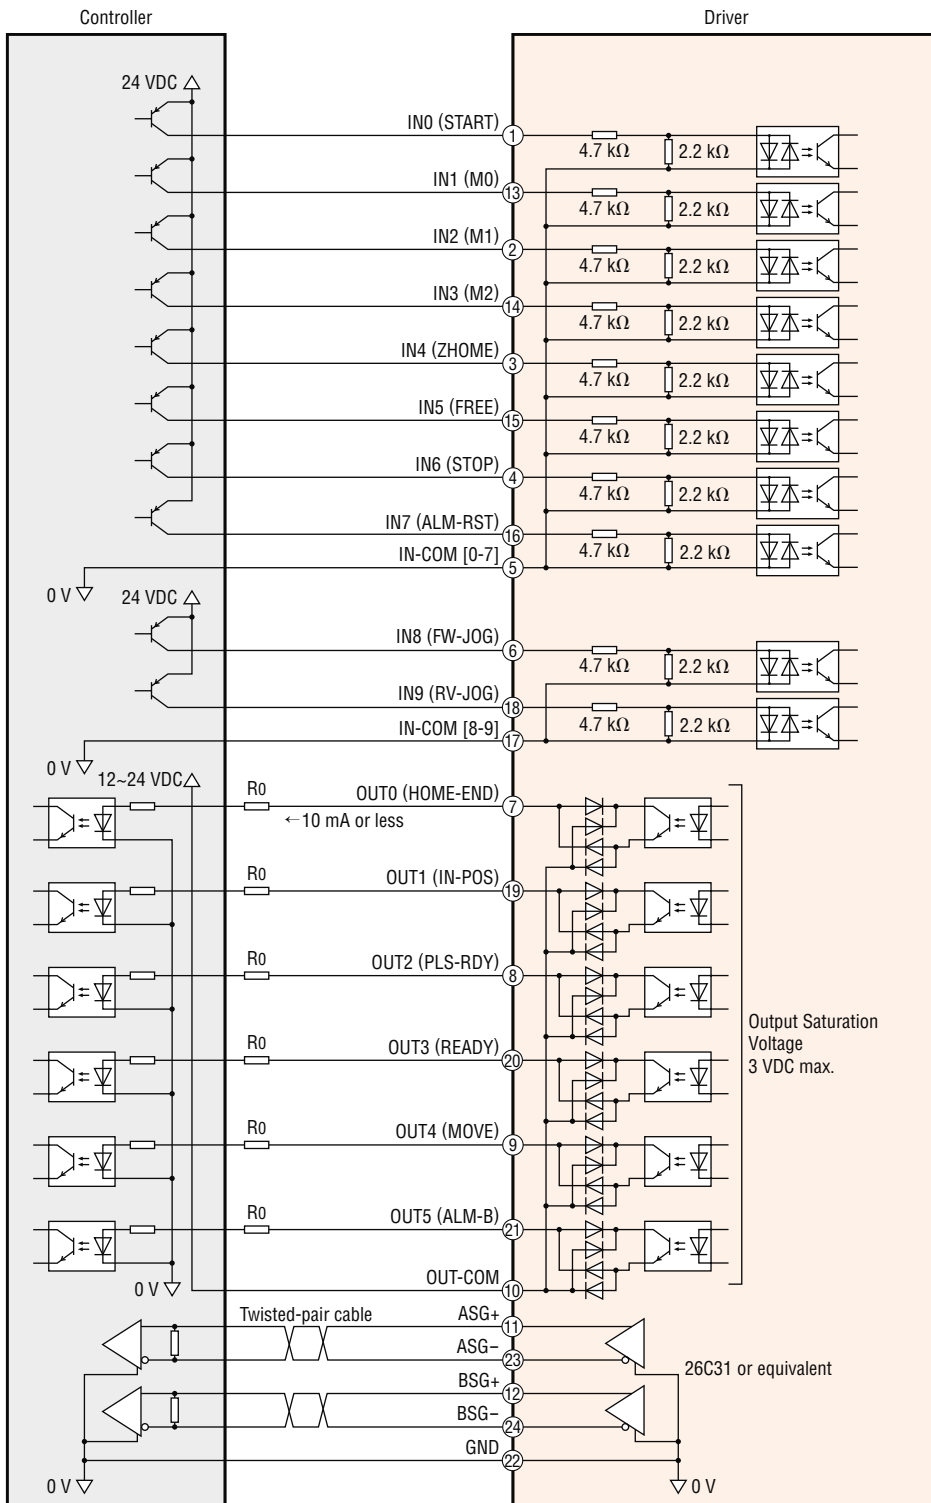 Controller
Driver
24 VDC
IN0 (START)
1
4.7 kΩ
2.2 kΩ
IN1 (M0)
13
4.7 kΩ
2.2 kΩ
IN2 (M1)
2
4.7 kΩ
2.2 kΩ
IN3 (M2)
14
4.7 kΩ
2.2 kΩ
IN4 (ZHOME)
3
4.7 kΩ
2.2 kΩ
IN5 (FREE)
15
4.7 kΩ
2.2 kΩ
IN6 (STOP)
4
4.7 kΩ
2.2 kΩ
IN7 (ALM-RST)
16
4.7 kΩ
2.2 kΩ
IN-COM [0-7]
5
0 V
24 VDC
IN8 (FW-JOG)
6
4.7 kΩ
2.2 kΩ
IN9 (RV-JOG)
18
4.7 kΩ
2.2 kΩ
IN-COM [8-9]
17
0 V
12~24 VDC
R0
OUT0 (HOME-END)
7
←10 mA or less
R0
OUT1 (IN-POS)
19
R0
OUT2 (PLS-RDY)
8
Output Saturation
Voltage
3 VDC max.
R0
OUT3 (READY)
20
R0
OUT4 (MOVE)
9
R0
OUT5 (ALM-B)
21
0 V
OUT-COM
10
Twisted-pair cable
ASG+
11
ASG−
23
26C31 or equivalent
BSG+
12
BSG−
24
GND
22
0 V
0 V